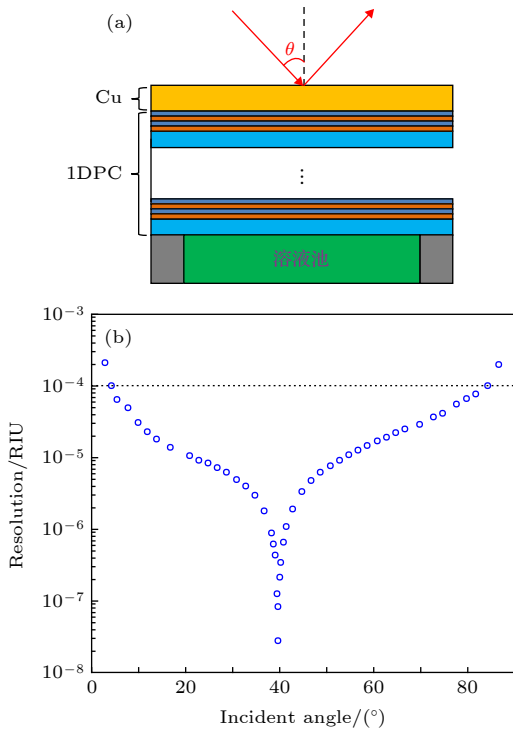 (a)
θ
Cu
1DPC
⋮
溶液池
(b)
Resolution/RIU
10⁻³
10⁻⁴
10⁻⁵
10⁻⁶
10⁻⁷
10⁻⁸
0 20 40 60 80
Incident angle/(°)